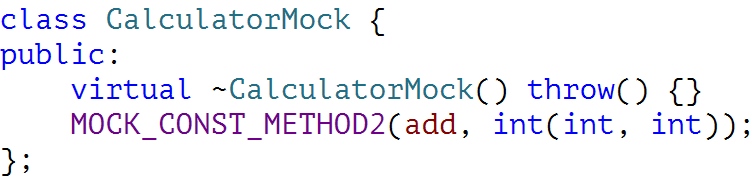 class CalculatorMock {
public:
    virtual ~CalculatorMock() throw() {}
    MOCK_CONST_METHOD2(add, int(int, int));
};